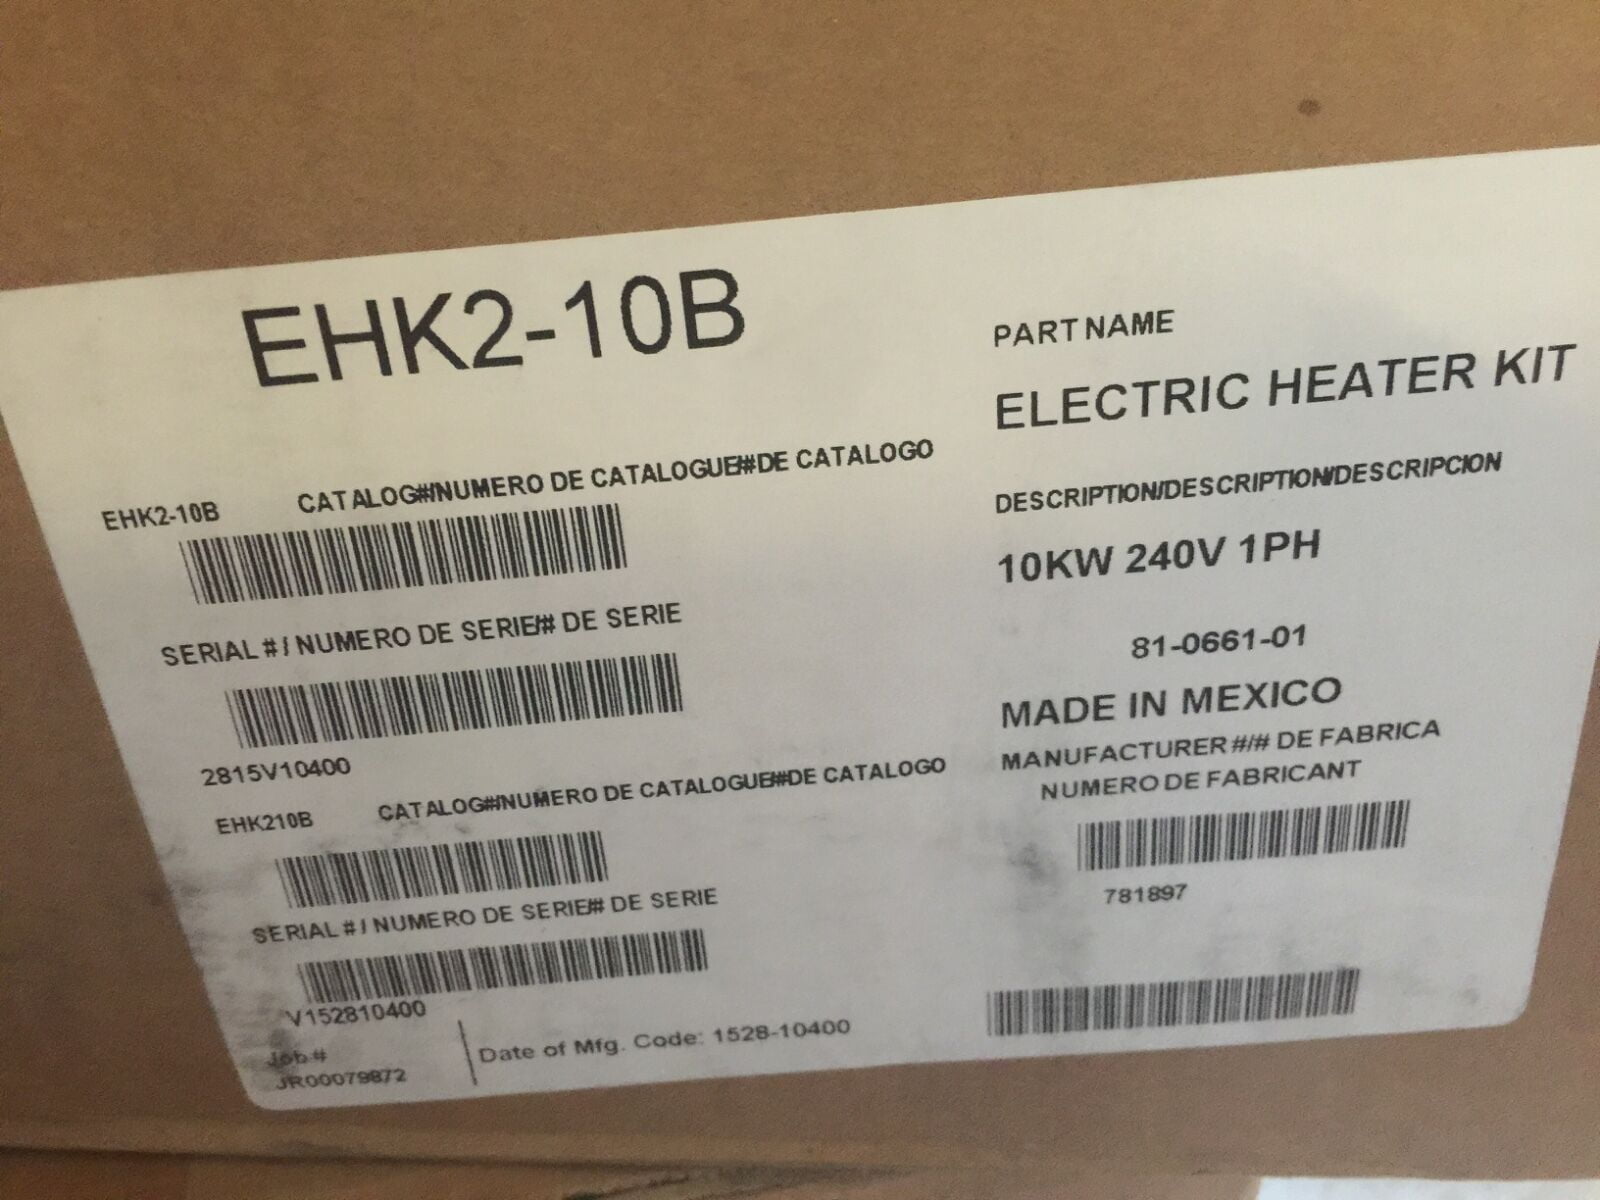 EHK2-10B
EHK2-10B CATALOG#/NUMERO DE CATALOGUE/#DE CATALOGO
SERIAL #/ NUMERO DE SERIE/# DE SERIE
2815V10400
EHK210B CATALOG#/NUMERO DE CATALOGUE/#DE CATALOGO
SERIAL #/ NUMERO DE SERIE/# DE SERIE
V152810400
Job #
JR00079872
Date of Mfg. Code: 1528-10400
PART NAME
ELECTRIC HEATER KIT
DESCRIPTION/DESCRIPTION/DESCRIPCION
10KW 240V 1PH
81-0661-01
MADE IN MEXICO
MANUFACTURER #/# DE FABRICA
NUMERO DE FABRICANT
781897